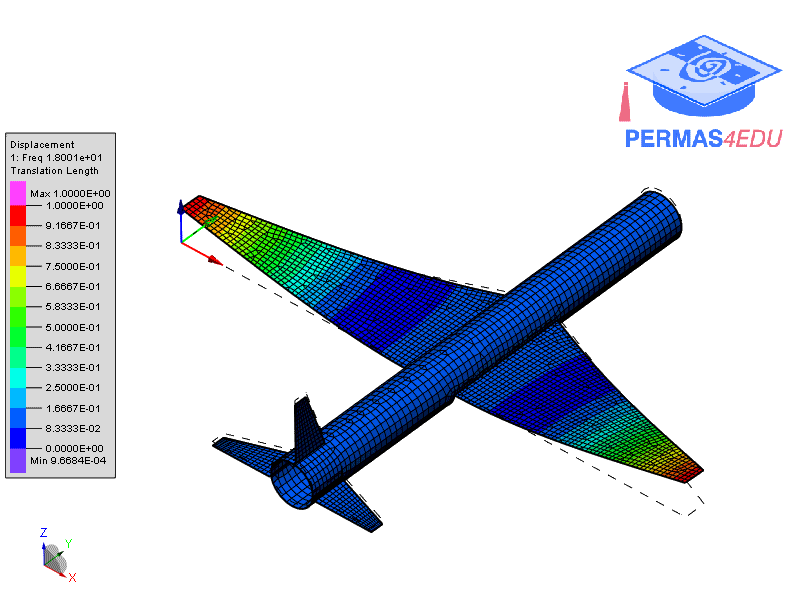 PERMAS4EDU
Displacement
1: Freq 1.8001e+01
Translation Length
Max 1.0000E+00
1.0000E+00
9.1667E-01
8.3333E-01
7.5000E-01
6.6667E-01
5.8333E-01
5.0000E-01
4.1667E-01
3.3333E-01
2.5000E-01
1.6667E-01
8.3333E-02
0.0000E+00
Min 9.6684E-04
Z
Y
X